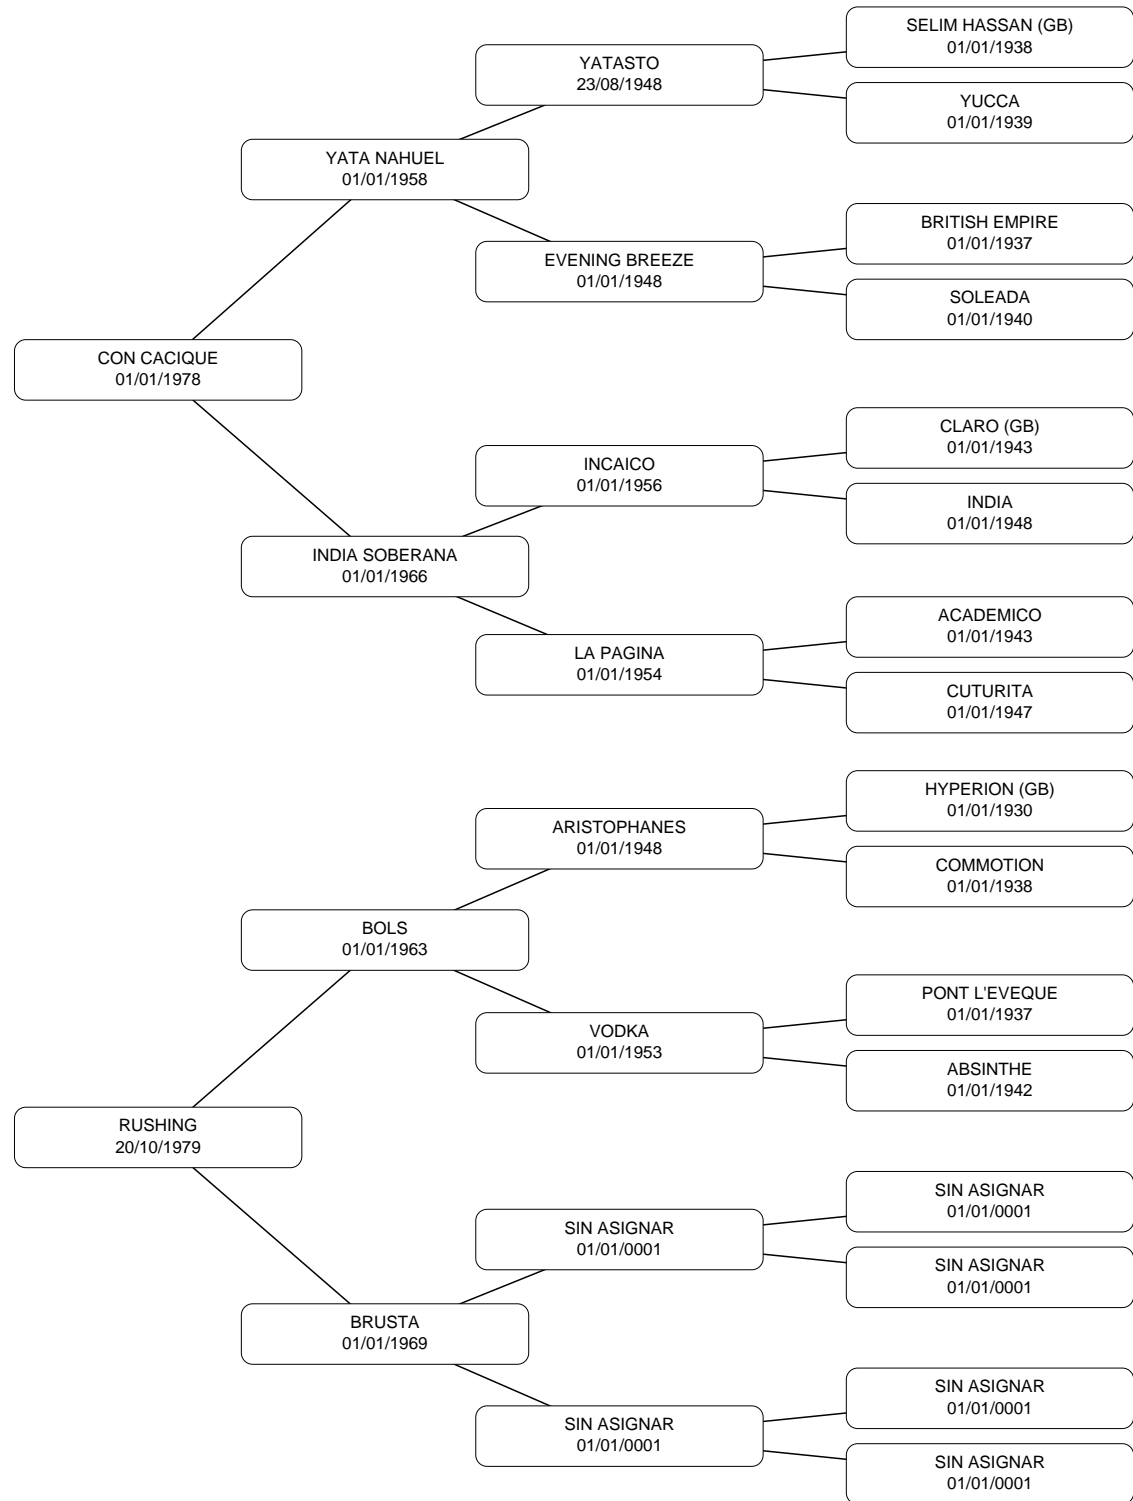 SELIM HASSAN (GB)
01/01/1938
YATASTO
23/08/1948
YUCCA
01/01/1939
YATA NAHUEL
01/01/1958
BRITISH EMPIRE
01/01/1937
EVENING BREEZE
01/01/1948
SOLEADA
01/01/1940
CON CACIQUE
01/01/1978
CLARO (GB)
01/01/1943
INCAICO
01/01/1956
INDIA
01/01/1948
INDIA SOBERANA
01/01/1966
ACADEMICO
01/01/1943
LA PAGINA
01/01/1954
CUTURITA
01/01/1947
HYPERION (GB)
01/01/1930
ARISTOPHANES
01/01/1948
COMMOTION
01/01/1938
BOLS
01/01/1963
PONT L'EVEQUE
01/01/1937
VODKA
01/01/1953
ABSINTHE
01/01/1942
RUSHING
20/10/1979
SIN ASIGNAR
01/01/0001
SIN ASIGNAR
01/01/0001
SIN ASIGNAR
01/01/0001
BRUSTA
01/01/1969
SIN ASIGNAR
01/01/0001
SIN ASIGNAR
01/01/0001
SIN ASIGNAR
01/01/0001